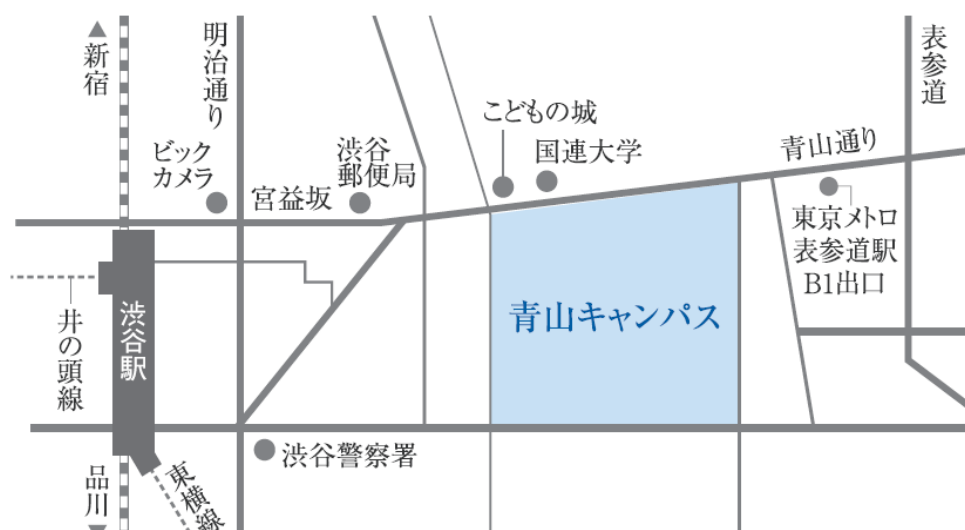 ▲
新宿
明治通り
表参道
こどもの城
国連大学
青山通り
ビック
カメラ
宮益坂
渋谷
郵便局
東京メトロ
表参道駅
B1出口
青山キャンパス
渋谷駅
井の頭線
渋谷警察署
品川
▼
東横線